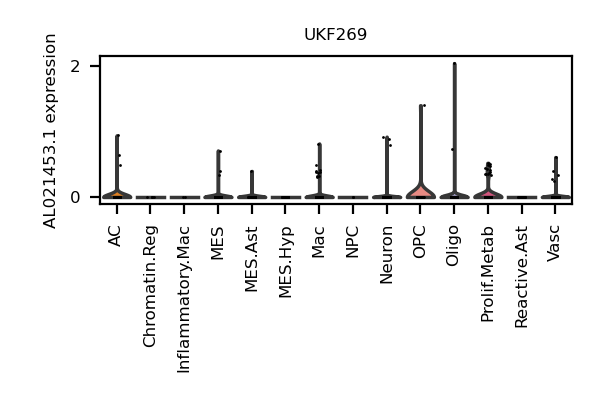 UKF269
AL021453.1 expression
2
0
AC
Chromatin.Reg
Inflammatory.Mac
MES
MES.Ast
MES.Hyp
Mac
NPC
Neuron
OPC
Oligo
Prolif.Metab
Reactive.Ast
Vasc